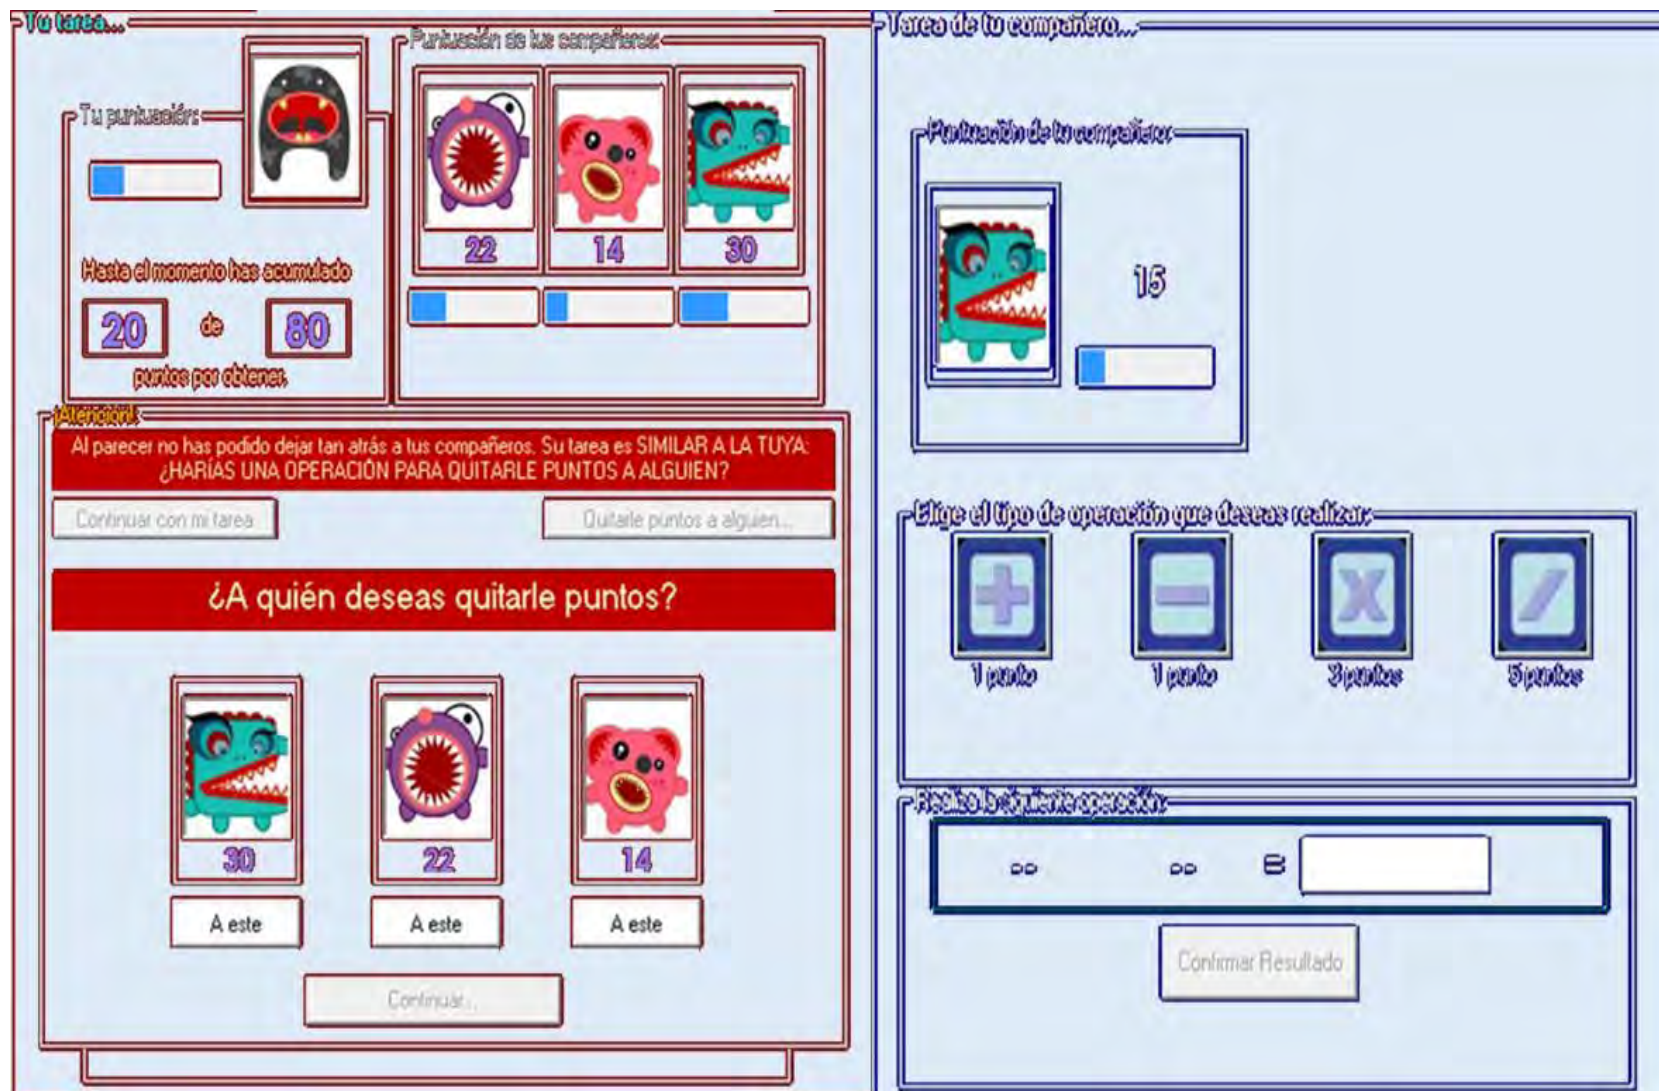 Tu tarea...
Tu puntuación:
Hasta el momento has acumulado
20 de 80
puntos por obtener.
Puntuación de tus compañeros:
22 14 30
¡Atención!
Al parecer no has podido dejar tan atrás a tus compañeros. Su tarea es SIMILAR A LA TUYA:
¿HARÍAS UNA OPERACIÓN PARA QUITARLE PUNTOS A ALGUIEN?
Continuar con mi tarea
Quitarle puntos a alguien...
¿A quién deseas quitarle puntos?
30 22 14
A este A este A este
Continuar...
Tarea de tu compañero...
Puntuación de tu compañero:
15
Elige el tipo de operación que deseas realizar:
+ - X /
1 punto 1 punto 3 puntos 5 puntos
Realiza la siguiente operación:
-- -- =
Confirmar Resultado